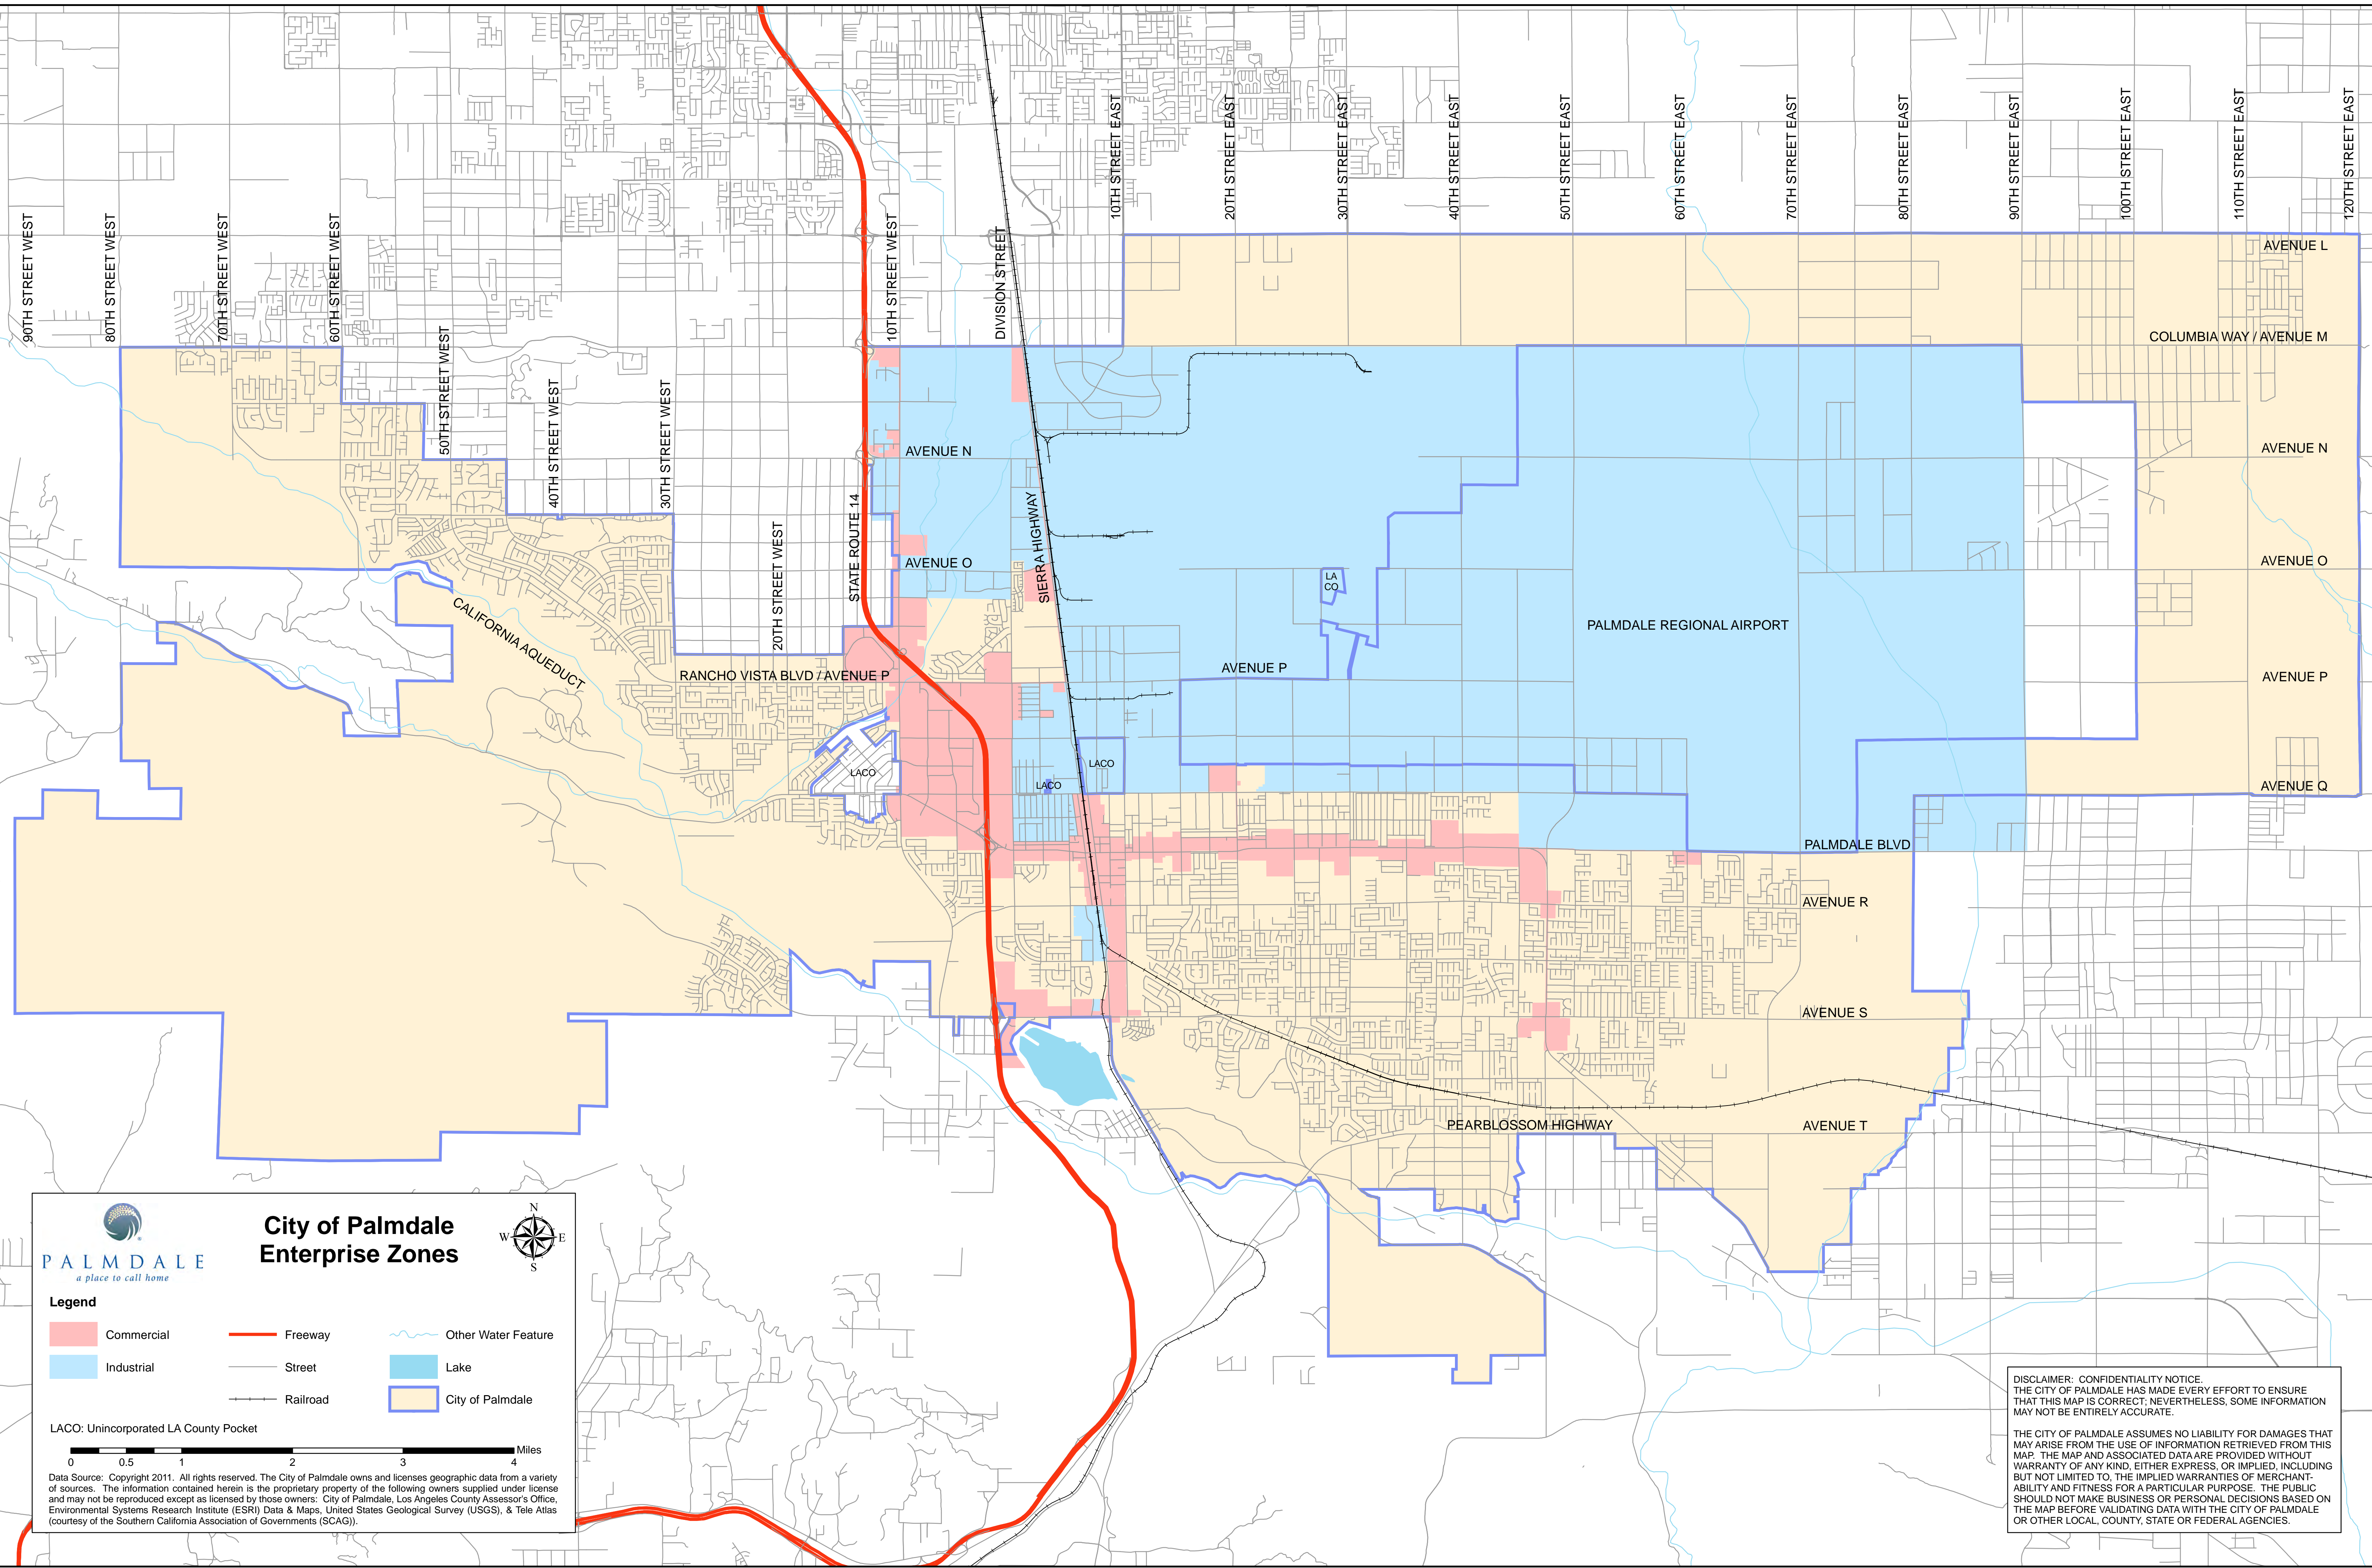 10TH STREET EAST
20TH STREET EAST
30TH STREET EAST
40TH STREET EAST
50TH STREET EAST
60TH STREET EAST
70TH STREET EAST
80TH STREET EAST
90TH STREET EAST
100TH STREET EAST
110TH STREET EAST
120TH STREET EAST
90TH STREET WEST
80TH STREET WEST
70TH STREET WEST
60TH STREET WEST
50TH STREET WEST
40TH STREET WEST
30TH STREET WEST
20TH STREET WEST
STATE ROUTE 14
10TH STREET WEST
DIVISION STREET
SIERRA HIGHWAY
AVENUE L
COLUMBIA WAY / AVENUE M
AVENUE N
AVENUE N
AVENUE O
AVENUE O
LA
CO
CALIFORNIA AQUEDUCT
PALMDALE REGIONAL AIRPORT
RANCHO VISTA BLVD / AVENUE P
AVENUE P
AVENUE P
LACO
LACO
LACO
AVENUE Q
PALMDALE BLVD
AVENUE R
AVENUE S
PEARBLOSSOM HIGHWAY
AVENUE T
PALMDALE
a place to call home
City of Palmdale
Enterprise Zones
N
W
E
S
Legend
Commercial
Freeway
Other Water Feature
Industrial
Street
Lake
Railroad
City of Palmdale
LACO: Unincorporated LA County Pocket
Miles
0 0.5 1 2 3 4
Data Source: Copyright 2011. All rights reserved. The City of Palmdale owns and licenses geographic data from a variety
of sources. The information contained herein is the proprietary property of the following owners supplied under license
and may not be reproduced except as licensed by those owners: City of Palmdale, Los Angeles County Assessor's Office,
Environmental Systems Research Institute (ESRI) Data & Maps, United States Geological Survey (USGS), & Tele Atlas
(courtesy of the Southern California Association of Governments (SCAG)).
DISCLAIMER: CONFIDENTIALITY NOTICE.
THE CITY OF PALMDALE HAS MADE EVERY EFFORT TO ENSURE
THAT THIS MAP IS CORRECT; NEVERTHELESS, SOME INFORMATION
MAY NOT BE ENTIRELY ACCURATE.
THE CITY OF PALMDALE ASSUMES NO LIABILITY FOR DAMAGES THAT
MAY ARISE FROM THE USE OF INFORMATION RETRIEVED FROM THIS
MAP. THE MAP AND ASSOCIATED DATA ARE PROVIDED WITHOUT
WARRANTY OF ANY KIND, EITHER EXPRESS, OR IMPLIED, INCLUDING
BUT NOT LIMITED TO, THE IMPLIED WARRANTIES OF MERCHANT-
ABILITY AND FITNESS FOR A PARTICULAR PURPOSE. THE PUBLIC
SHOULD NOT MAKE BUSINESS OR PERSONAL DECISIONS BASED ON
THE MAP BEFORE VALIDATING DATA WITH THE CITY OF PALMDALE
OR OTHER LOCAL, COUNTY, STATE OR FEDERAL AGENCIES.